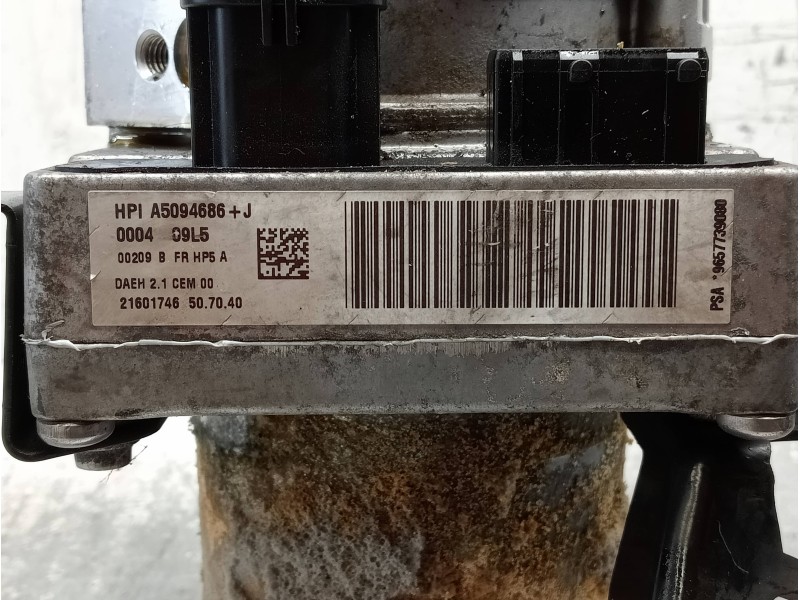 HPI A5094686+J
0004 09L5
00209 B FR HP5 A
DAEH 2.1 CEM 00
21601746 50.70,40
PSA *9657739080